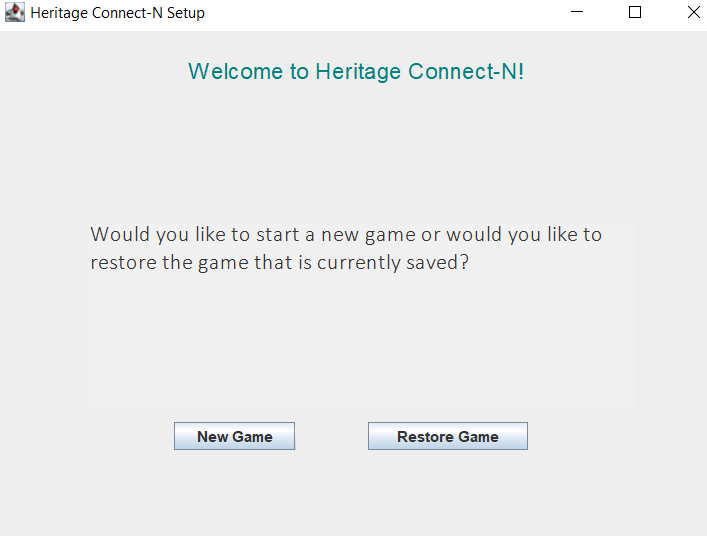 Heritage Connect-N Setup
Welcome to Heritage Connect-N!
Would you like to start a new game or would you like to
restore the game that is currently saved?
New Game
Restore Game